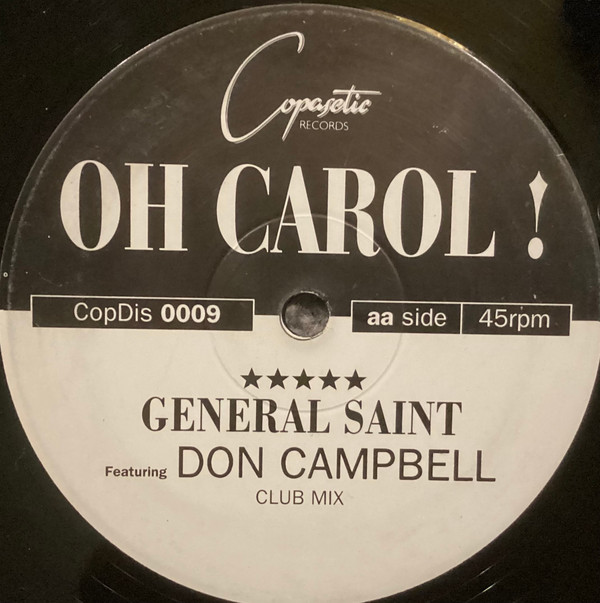 Copasetic
RECORDS
OH CAROL !
CopDis 0009
aa side 45rpm
★★★★★
GENERAL SAINT
Featuring DON CAMPBELL
CLUB MIX